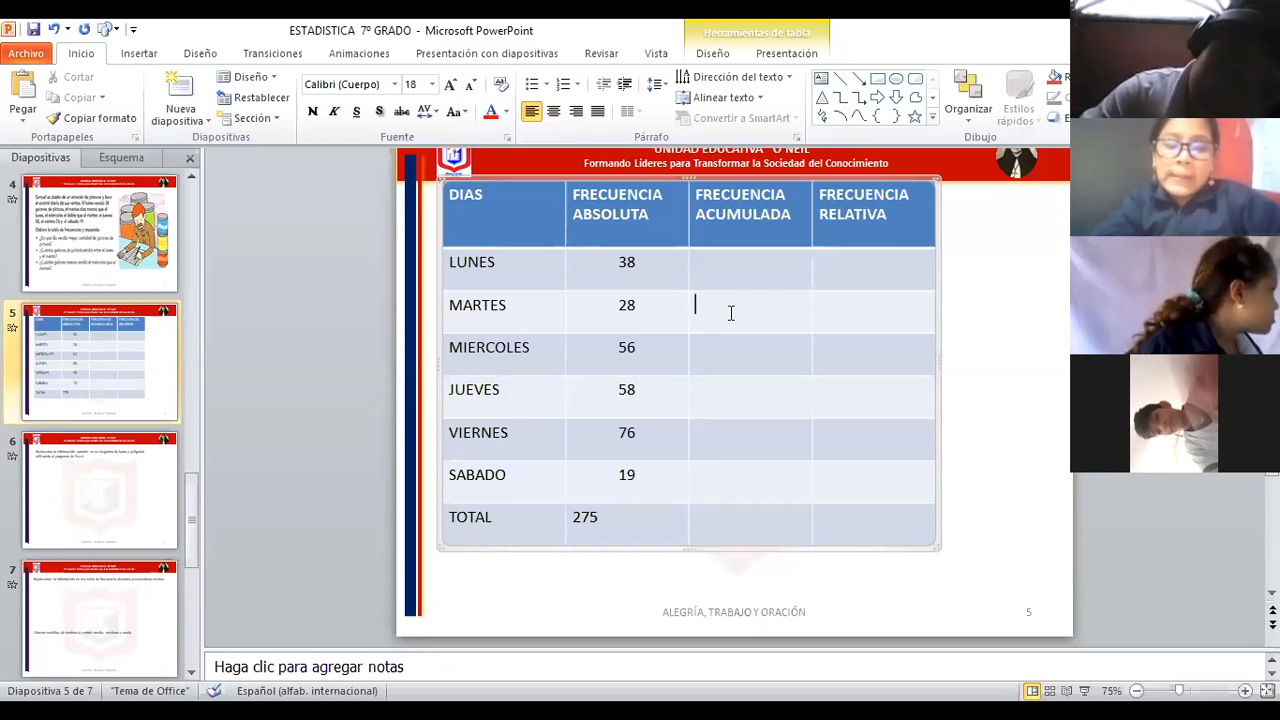 ESTADISTICA 7º GRADO - Microsoft PowerPoint
Herramientas de tabla
Archivo Inicio Insertar Diseño Transiciones Animaciones Presentación con diapositivas Revisar Vista Diseño Presentación
Pegar
Cortar
Copiar
Copiar formato
Portapapeles
Nueva
diapositiva
Diseño
Restablecer
Sección
Diapositivas
Calibri (Cuerpo) 18
Fuente
Dirección del texto
Alinear texto
Convertir a SmartArt
Párrafo
Organizar
Estilos
rápidos
Dibujo
Diapositivas Esquema
4
5
6
7
UNIDAD EDUCATIVA "O'NEIL"
Formando Líderes para Transformar la Sociedad del Conocimiento
DIAS FRECUENCIA ABSOLUTA FRECUENCIA ACUMULADA FRECUENCIA RELATIVA
LUNES 38
MARTES 28
MIERCOLES 56
JUEVES 58
VIERNES 76
SABADO 19
TOTAL 275
ALEGRÍA, TRABAJO Y ORACIÓN 5
Haga clic para agregar notas
Diapositiva 5 de 7 "Tema de Office" Español (alfab. internacional) 75%